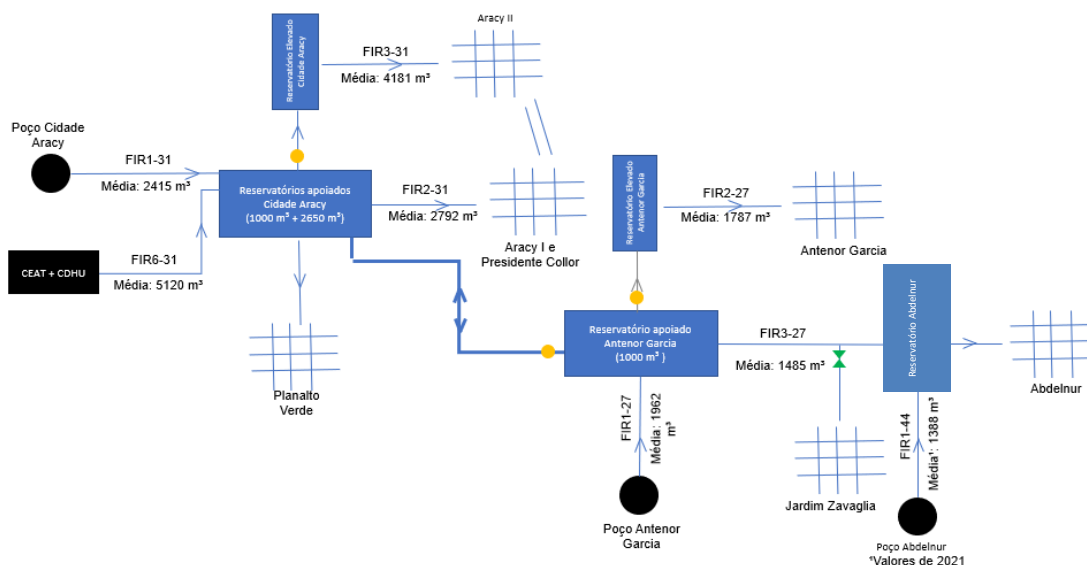 Aracy II
Reservatório Elevado
Cidade Aracy
FIR3-31
Média: 4181 m³
Poço Cidade
Aracy
FIR1-31
Média: 2415 m³
Reservatórios apoiados
Cidade Aracy
(1000 m³ + 2650 m³)
FIR2-31
Média: 2792 m³
Aracy I e
Presidente Collor
CEAT + CDHU
FIR6-31
Média: 5120 m³
Planalto
Verde
Reservatório Elevado
Antenor Garcia
FIR2-27
Média: 1787 m³
Antenor Garcia
Reservatório apoiado
Antenor Garcia
(1000 m³ )
FIR3-27
Média: 1485 m³
Reservatório Abdelnur
Abdelnur
FIR1-27
Média: 1962
m³
Poço Antenor
Garcia
Jardim Zavaglia
FIR1-44
Média¹: 1388 m³
Poço Abdelnur
¹Valores de 2021